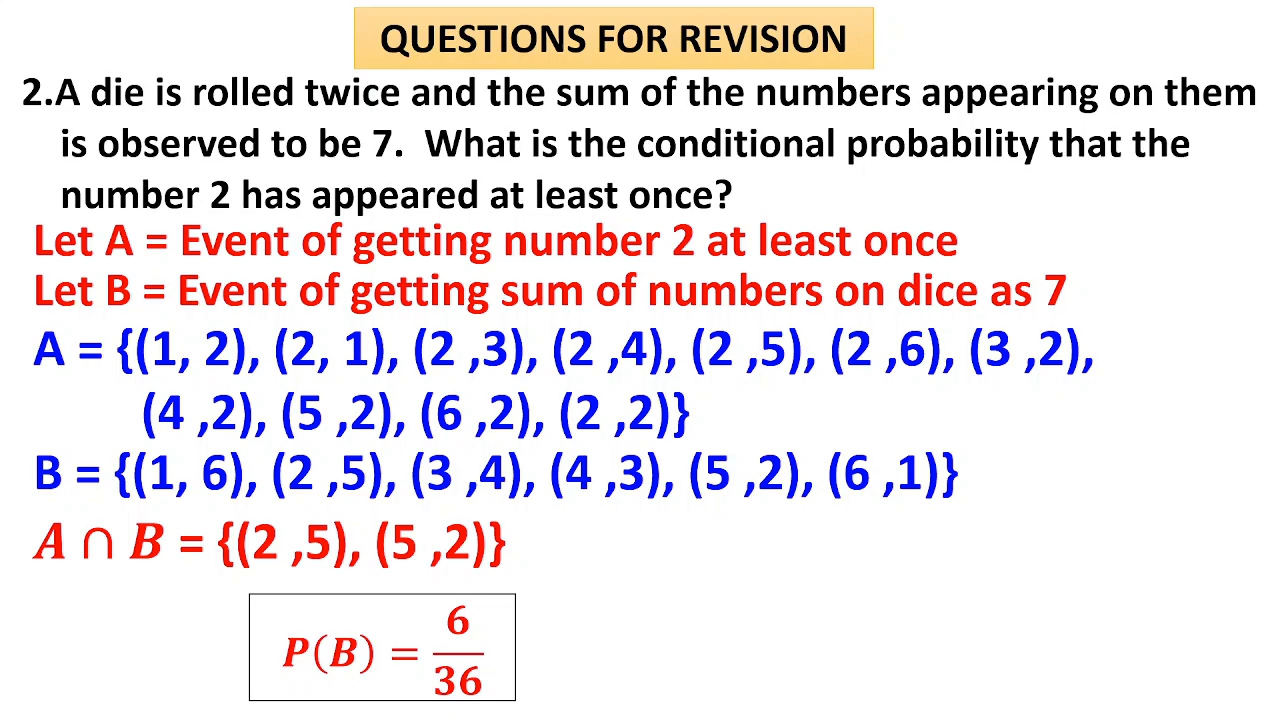 QUESTIONS FOR REVISION
2.A die is rolled twice and the sum of the numbers appearing on them
is observed to be 7. What is the conditional probability that the
number 2 has appeared at least once?
Let A = Event of getting number 2 at least once
Let B = Event of getting sum of numbers on dice as 7
A = {(1, 2), (2, 1), (2 ,3), (2 ,4), (2 ,5), (2 ,6), (3 ,2),
(4 ,2), (5 ,2), (6 ,2), (2 ,2)}
B = {(1, 6), (2 ,5), (3 ,4), (4 ,3), (5 ,2), (6 ,1)}
A ∩ B = {(2 ,5), (5 ,2)}
P(B) = 6/36